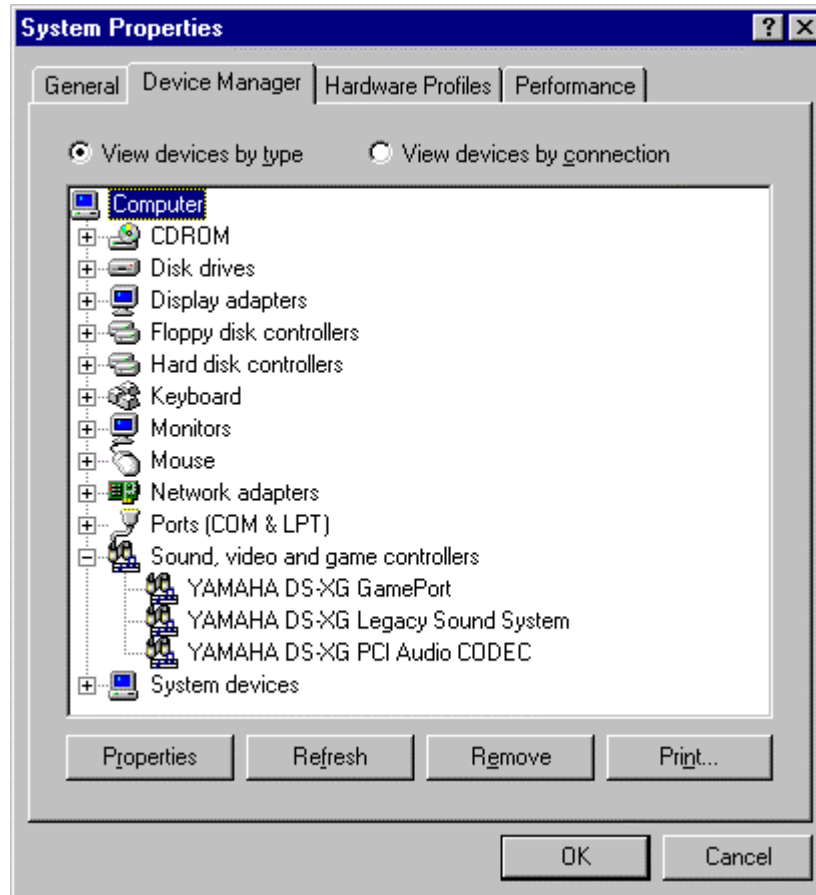 System Properties
General Device Manager Hardware Profiles Performance
View devices by type View devices by connection
Computer
CDROM
Disk drives
Display adapters
Floppy disk controllers
Hard disk controllers
Keyboard
Monitors
Mouse
Network adapters
Ports (COM & LPT)
Sound, video and game controllers
YAMAHA DS-XG GamePort
YAMAHA DS-XG Legacy Sound System
YAMAHA DS-XG PCI Audio CODEC
System devices
Properties Refresh Remove Print...
OK Cancel